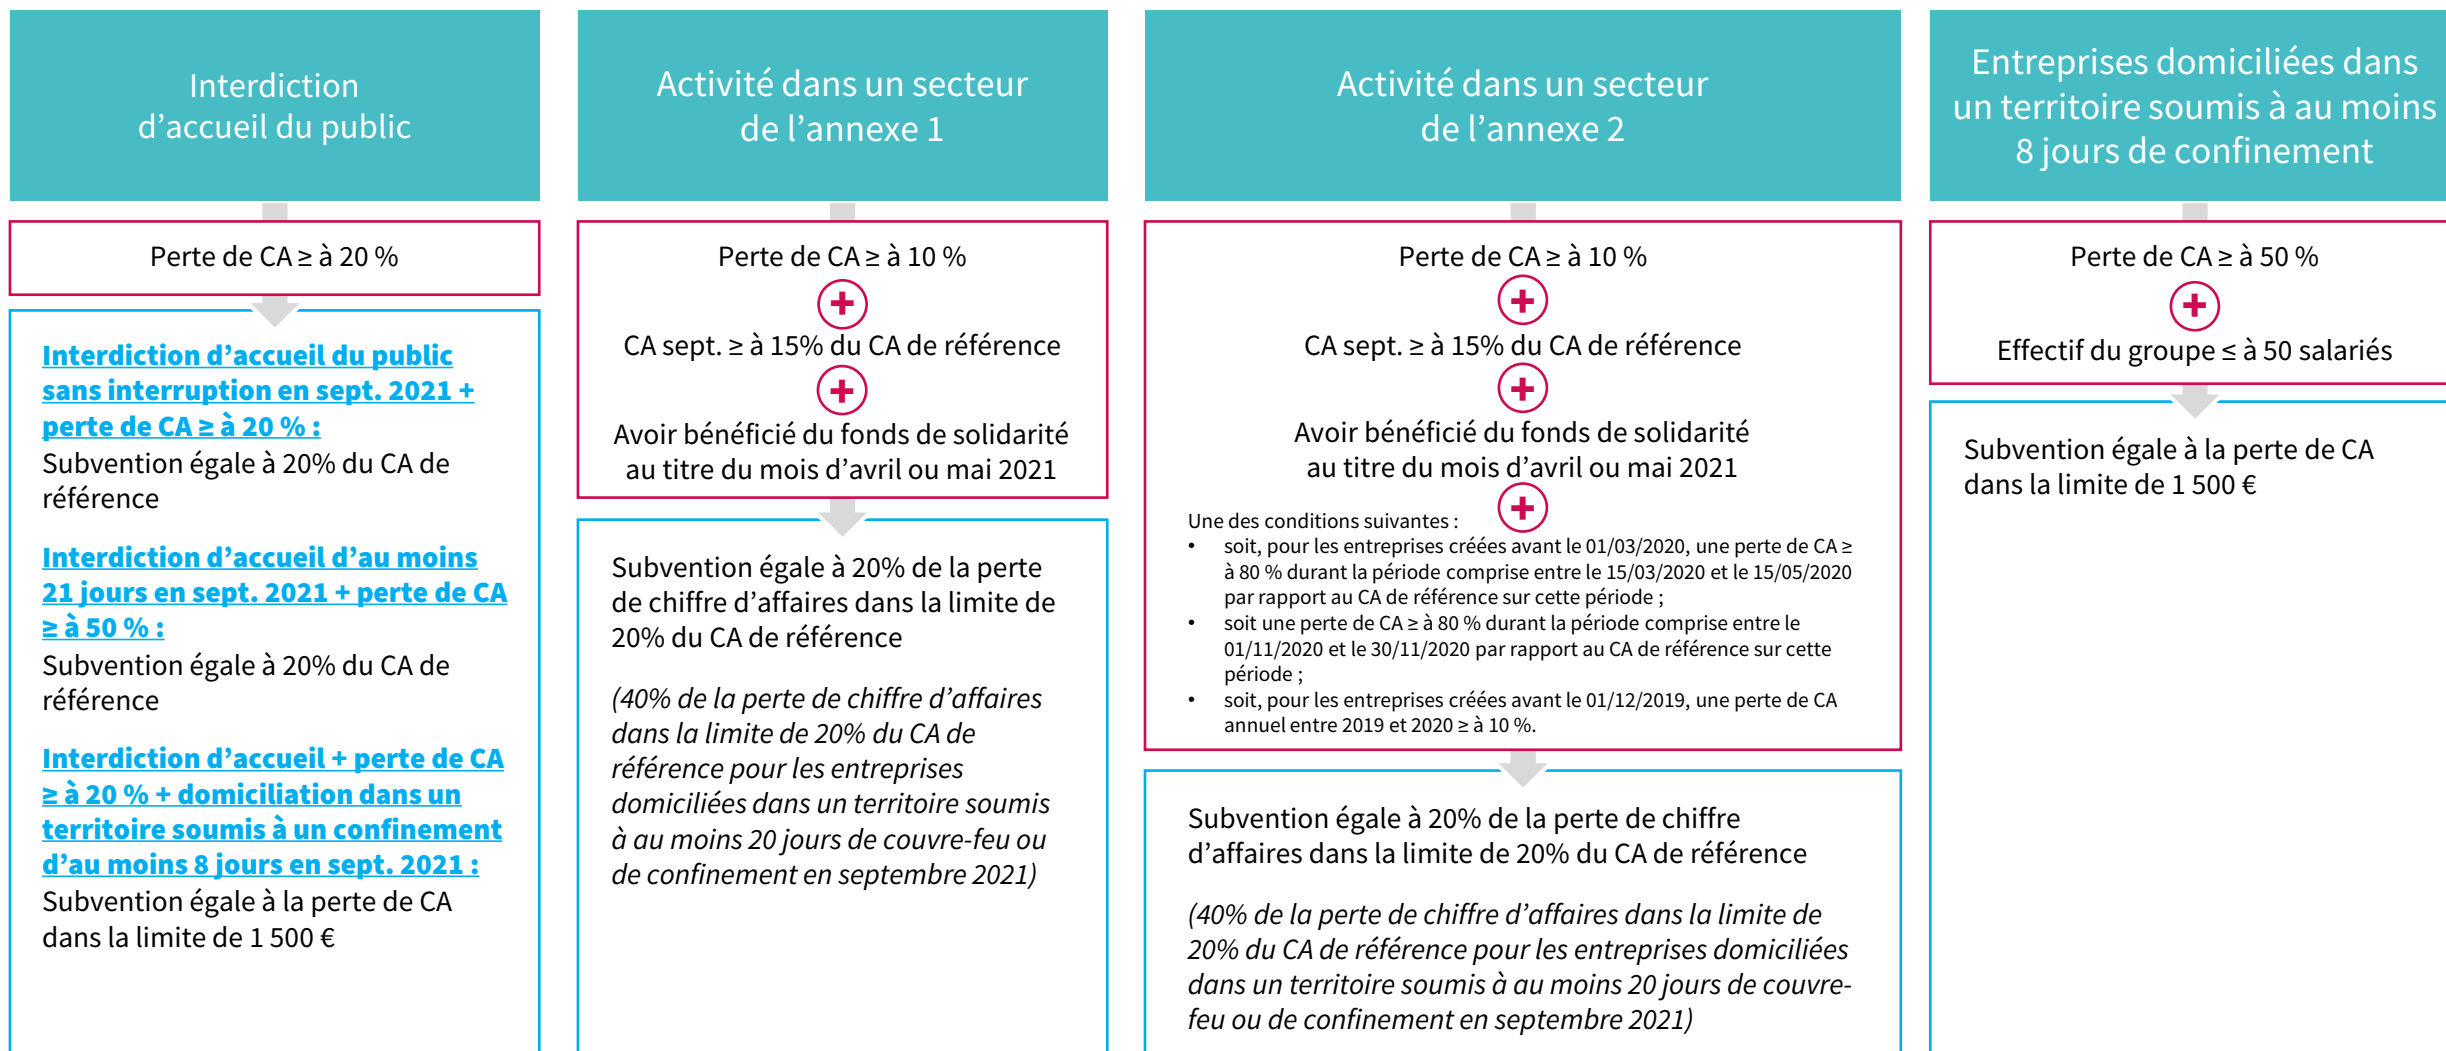 Interdiction
d’accueil du public
Perte de CA ≥ à 20 %
Interdiction d’accueil du public
sans interruption en sept. 2021 +
perte de CA ≥ à 20 % :
Subvention égale à 20% du CA de
référence
Interdiction d’accueil d’au moins
21 jours en sept. 2021 + perte de CA
≥ à 50 % :
Subvention égale à 20% du CA de
référence
Interdiction d’accueil + perte de CA
≥ à 20 % + domiciliation dans un
territoire soumis à un confinement
d’au moins 8 jours en sept. 2021 :
Subvention égale à la perte de CA
dans la limite de 1 500 €
Activité dans un secteur
de l’annexe 1
Perte de CA ≥ à 10 %
+
CA sept. ≥ à 15% du CA de référence
+
Avoir bénéficié du fonds de solidarité
au titre du mois d’avril ou mai 2021
Subvention égale à 20% de la perte
de chiffre d’affaires dans la limite de
20% du CA de référence
(40% de la perte de chiffre d’affaires
dans la limite de 20% du CA de
référence pour les entreprises
domiciliées dans un territoire soumis
à au moins 20 jours de couvre-feu ou
de confinement en septembre 2021)
Activité dans un secteur
de l’annexe 2
Perte de CA ≥ à 10 %
+
CA sept. ≥ à 15% du CA de référence
+
Avoir bénéficié du fonds de solidarité
au titre du mois d’avril ou mai 2021
+
Une des conditions suivantes :
• soit, pour les entreprises créées avant le 01/03/2020, une perte de CA ≥
à 80 % durant la période comprise entre le 15/03/2020 et le 15/05/2020
par rapport au CA de référence sur cette période ;
• soit une perte de CA ≥ à 80 % durant la période comprise entre le
01/11/2020 et le 30/11/2020 par rapport au CA de référence sur cette
période ;
• soit, pour les entreprises créées avant le 01/12/2019, une perte de CA
annuel entre 2019 et 2020 ≥ à 10 %.
Subvention égale à 20% de la perte de chiffre
d’affaires dans la limite de 20% du CA de référence
(40% de la perte de chiffre d’affaires dans la limite de
20% du CA de référence pour les entreprises domiciliées
dans un territoire soumis à au moins 20 jours de couvre-
feu ou de confinement en septembre 2021)
Entreprises domiciliées dans
un territoire soumis à au moins
8 jours de confinement
Perte de CA ≥ à 50 %
+
Effectif du groupe ≤ à 50 salariés
Subvention égale à la perte de CA
dans la limite de 1 500 €